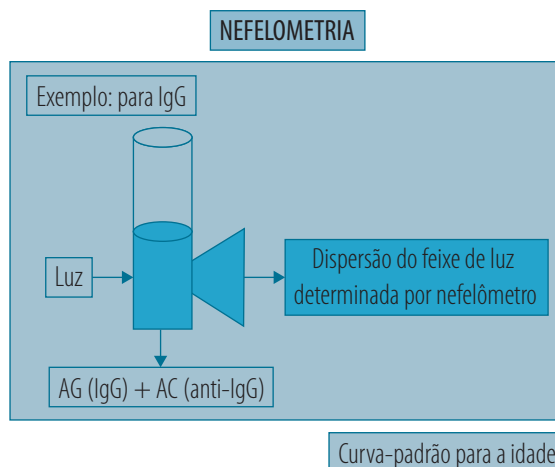 NEFELOMETRIA
Exemplo: para IgG
Luz
Dispersão do feixe de luz
determinada por nefelômetro
AG (IgG) + AC (anti-IgG)
Curva-padrão para a idade